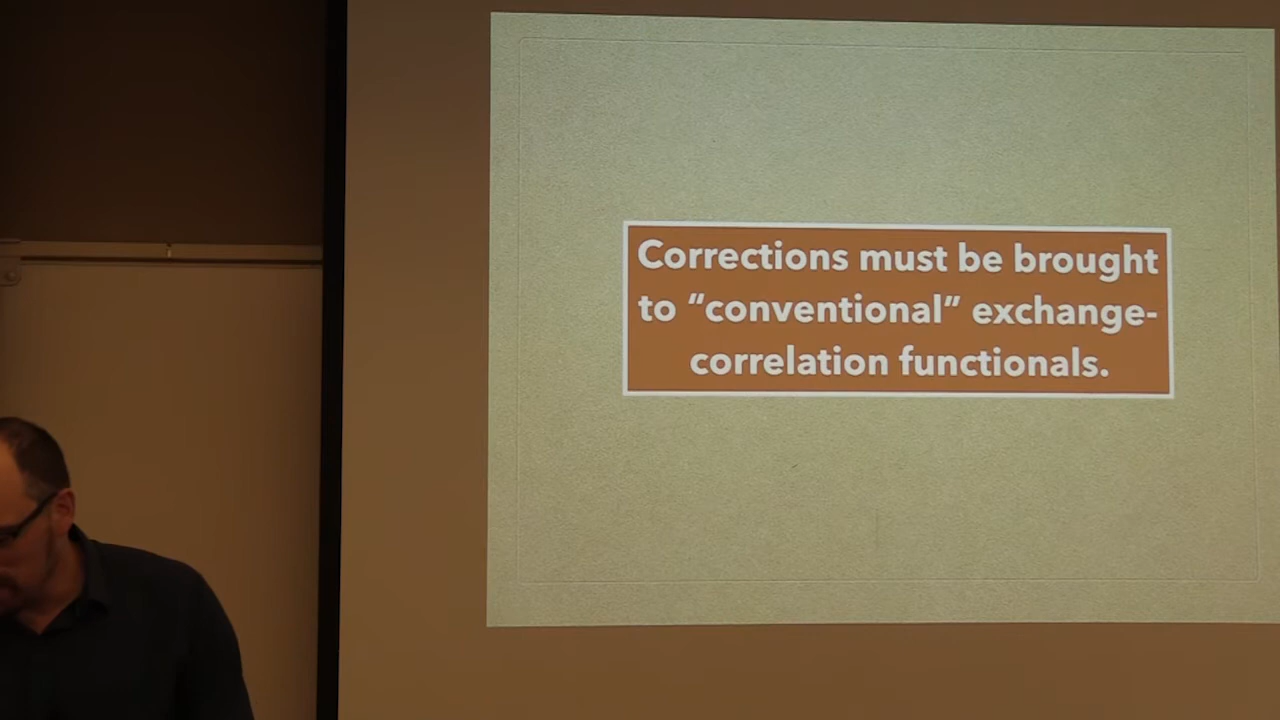 Corrections must be brought
to “conventional” exchange-
correlation functionals.